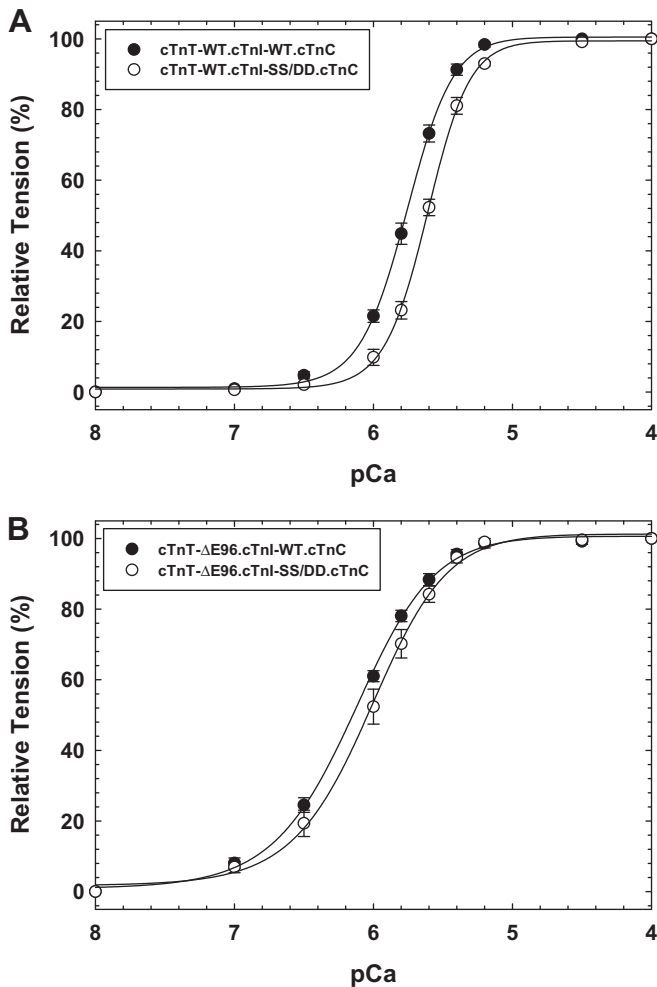 A
cTnT-WT.cTnI-WT.cTnC
cTnT-WT.cTnI-SS/DD.cTnC
Relative Tension (%)
100
80
60
40
20
0
8 7 6 5 4
pCa
B
cTnT-ΔE96.cTnI-WT.cTnC
cTnT-ΔE96.cTnI-SS/DD.cTnC
Relative Tension (%)
100
80
60
40
20
0
8 7 6 5 4
pCa